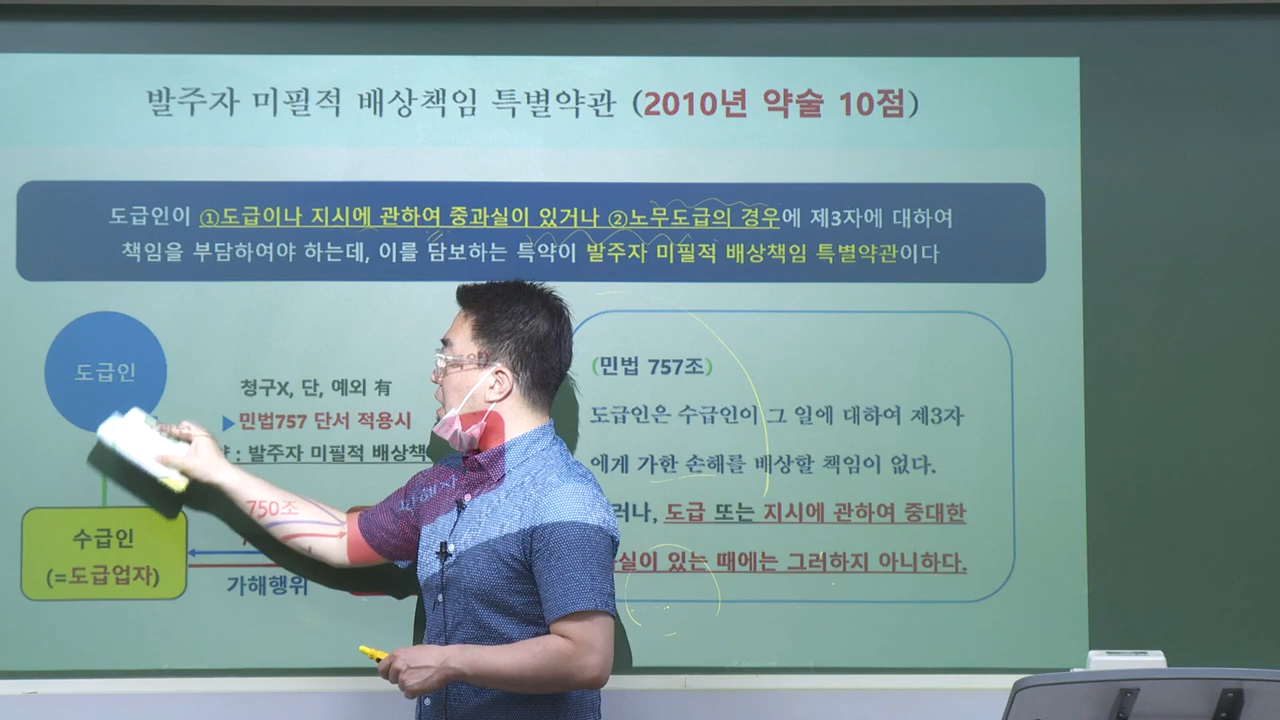 발주자 미필적 배상책임 특별약관 (2010년 약술 10점)
도급인이 ①도급이나 지시에 관하여 중과실이 있거나 ②노무도급의 경우에 제3자에 대하여
책임을 부담하여야 하는데, 이를 담보하는 특약이 발주자 미필적 배상책임 특별약관이다
도급인
청구X, 단, 예외 有
민법757 단서 적용시
: 발주자 미필적 배상책
750조
가해행위
수급인
(=도급업자)
(민법 757조)
도급인은 수급인이 그 일에 대하여 제3자
에게 가한 손해를 배상할 책임이 없다.
러나, 도급 또는 지시에 관하여 중대한
실이 있는 때에는 그러하지 아니하다.